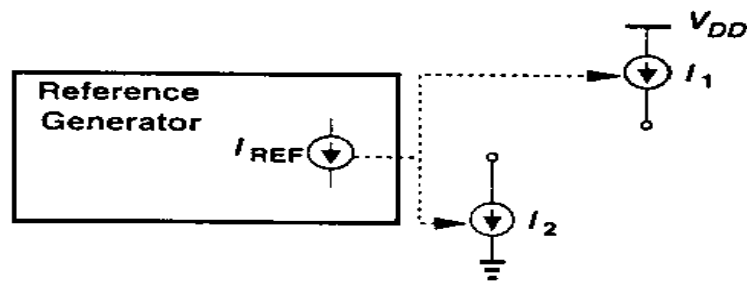 V_DD
Reference
Generator
I_REF
I_1
I_2